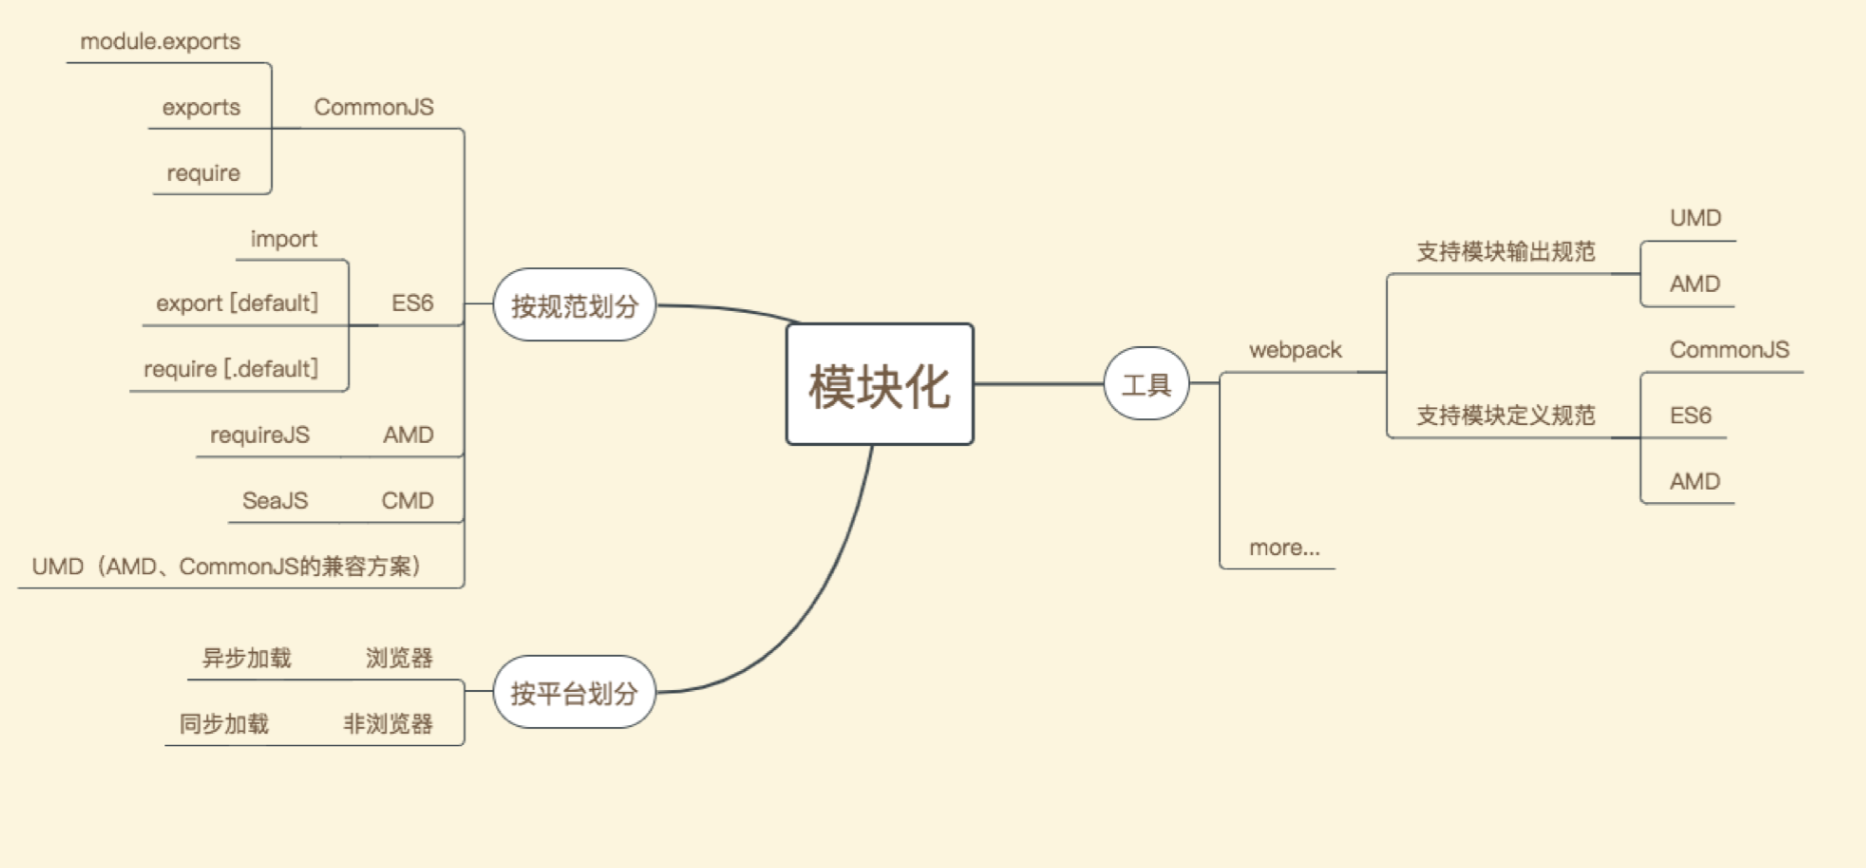 模块化
按规范划分
CommonJS
module.exports
exports
require
ES6
import
export [default]
require [.default]
AMD
requireJS
CMD
SeaJS
UMD（AMD、CommonJS的兼容方案）
按平台划分
浏览器
异步加载
非浏览器
同步加载
工具
webpack
支持模块输出规范
UMD
AMD
支持模块定义规范
CommonJS
ES6
AMD
more...